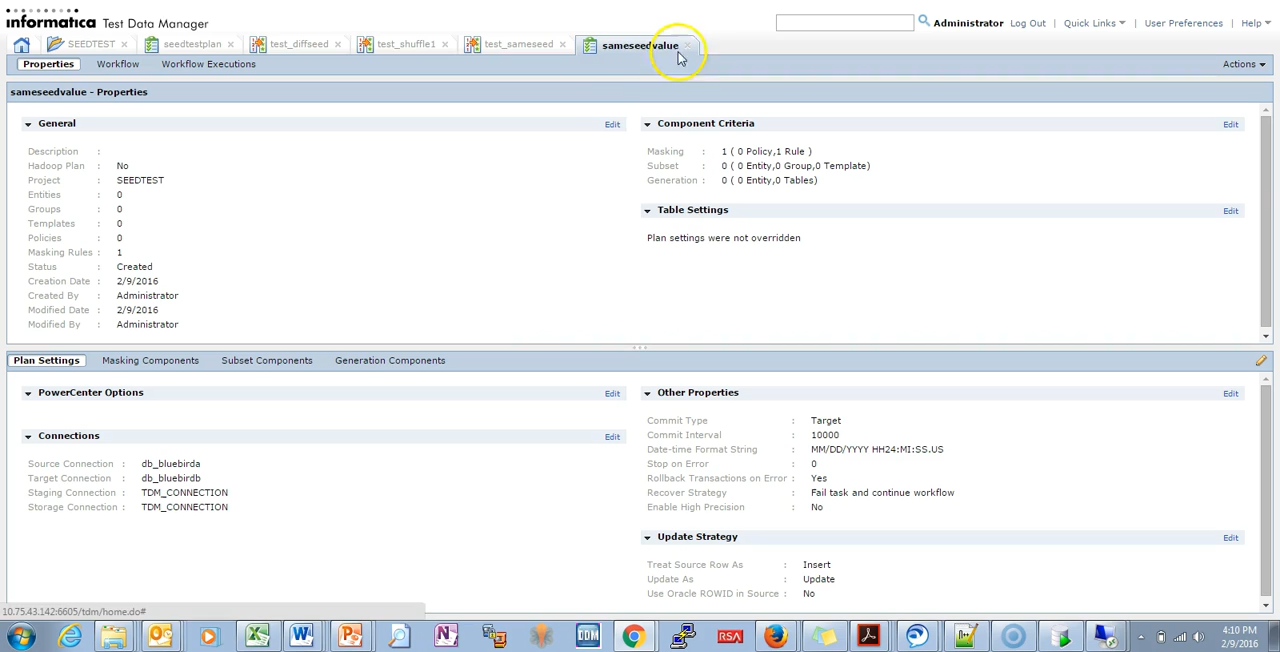 informatica Test Data Manager
Administrator Log Out Quick Links User Preferences Help
SEEDTEST seedtestplan test_diffseed test_shuffle1 test_sameseed sameseedvalue
Properties Workflow Workflow Executions Actions
sameseedvalue - Properties
General Edit
Description :
Hadoop Plan : No
Project : SEEDTEST
Entities : 0
Groups : 0
Templates : 0
Policies : 0
Masking Rules : 1
Status : Created
Creation Date : 2/9/2016
Created By : Administrator
Modified Date : 2/9/2016
Modified By : Administrator
Component Criteria Edit
Masking : 1 ( 0 Policy,1 Rule )
Subset : 0 ( 0 Entity,0 Group,0 Template)
Generation : 0 ( 0 Entity,0 Tables)
Table Settings Edit
Plan settings were not overridden
Plan Settings Masking Components Subset Components Generation Components
PowerCenter Options Edit
Connections Edit
Source Connection : db_bluebirda
Target Connection : db_bluebirdb
Staging Connection : TDM_CONNECTION
Storage Connection : TDM_CONNECTION
Other Properties Edit
Commit Type : Target
Commit Interval : 10000
Date-time Format String : MM/DD/YYYY HH24:MI:SS.US
Stop on Error : 0
Rollback Transactions on Error : Yes
Recover Strategy : Fail task and continue workflow
Enable High Precision : No
Update Strategy Edit
Treat Source Row As : Insert
Update As : Update
Use Oracle ROWID in Source : No
10.75.43.142:6605/tdm/home.do#
TDM
RSA
4:10 PM
2/9/2016